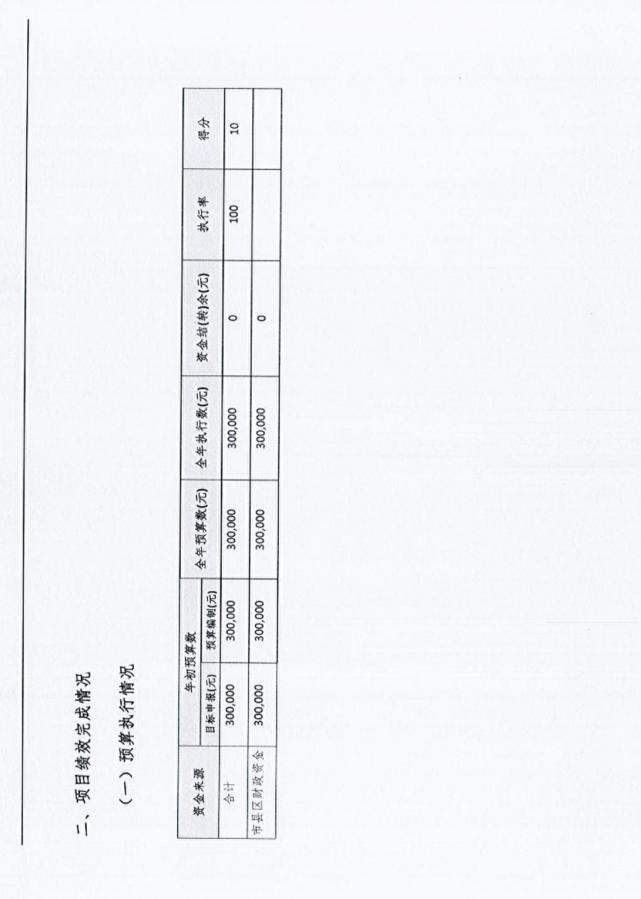 二、项目绩效完成情况
（一）预算执行情况
资金来源 年初预算数 全年预算数(元) 全年执行数(元) 资金结(转)余(元) 执行率 得分
目标申报(元) 预算编制(元)
合计 300,000 300,000 300,000 300,000 0 100 10
市县区财政资金 300,000 300,000 300,000 300,000 0